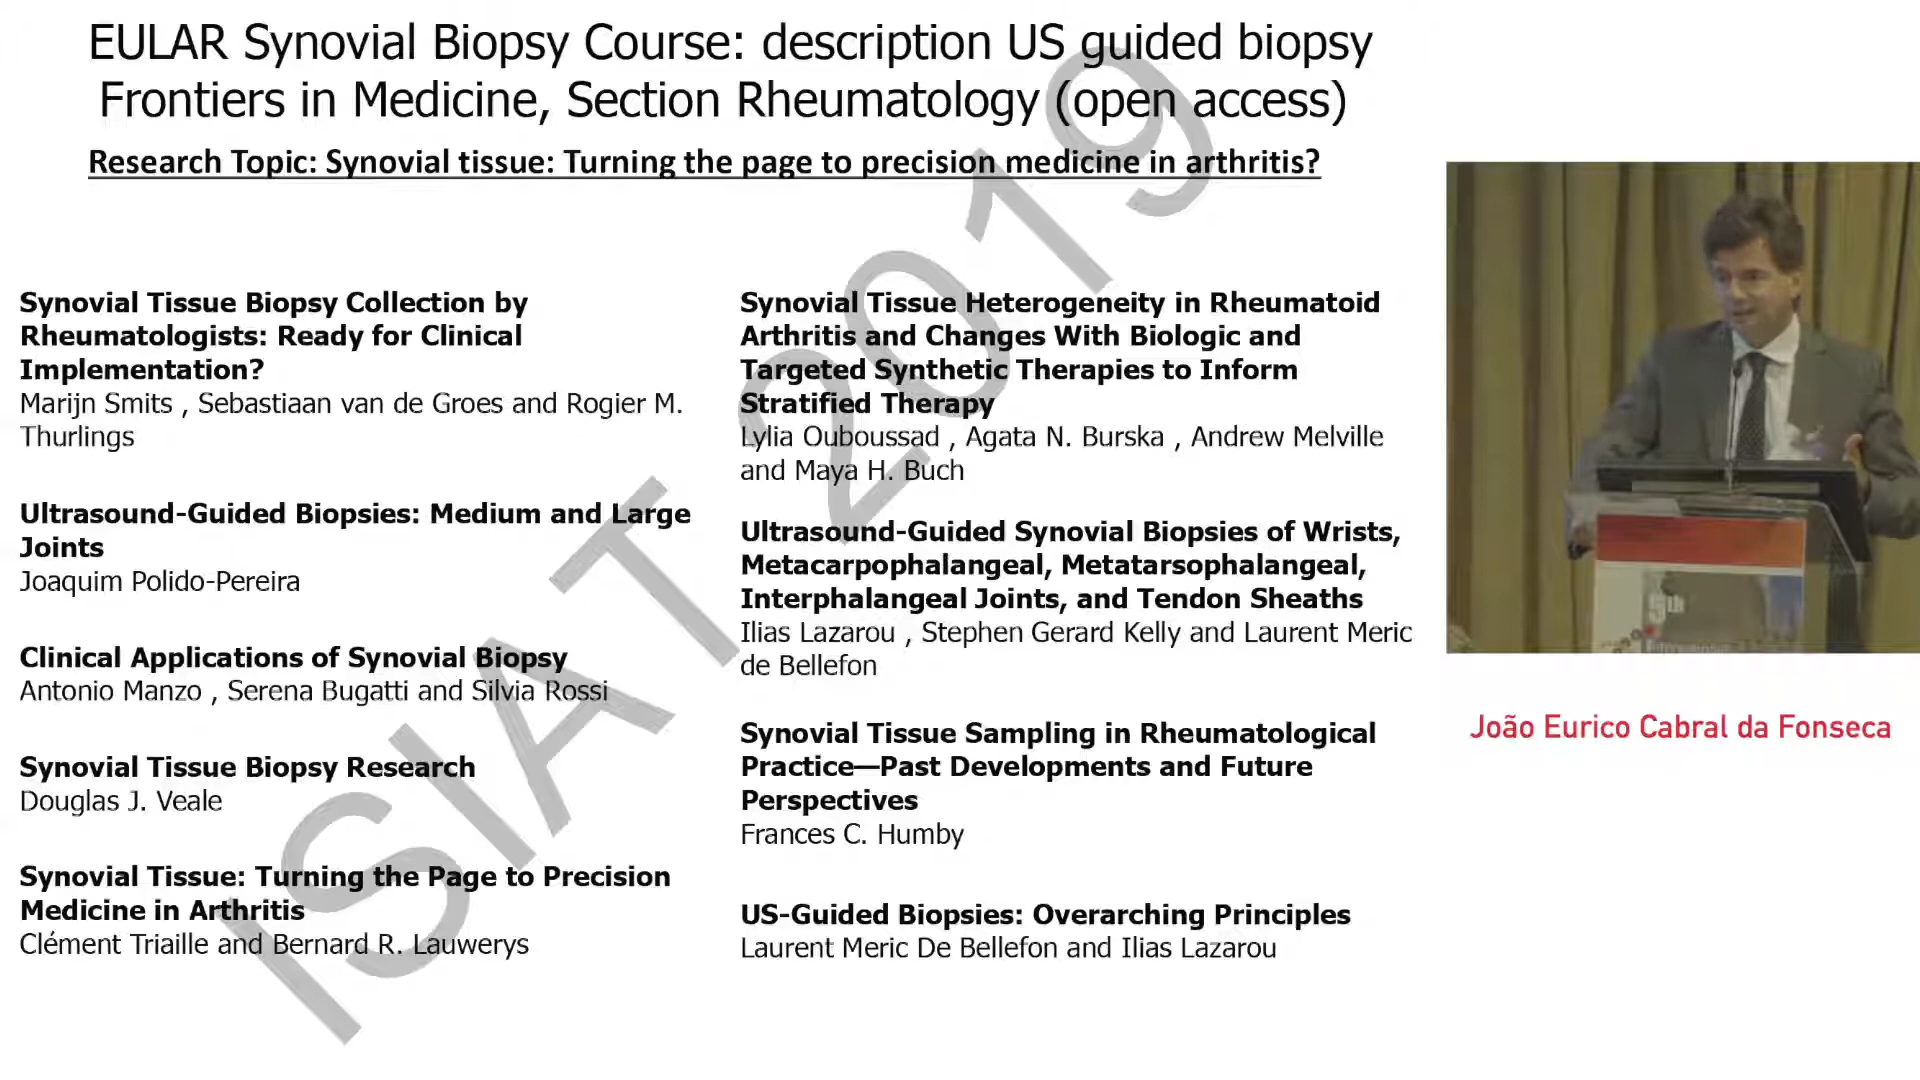 EULAR Synovial Biopsy Course: description US guided biopsy
Frontiers in Medicine, Section Rheumatology (open access)
Research Topic: Synovial tissue: Turning the page to precision medicine in arthritis?
Synovial Tissue Biopsy Collection by
Rheumatologists: Ready for Clinical
Implementation?
Marijn Smits , Sebastiaan van de Groes and Rogier M.
Thurlings
Ultrasound-Guided Biopsies: Medium and Large
Joints
Joaquim Polido-Pereira
Clinical Applications of Synovial Biopsy
Antonio Manzo , Serena Bugatti and Silvia Rossi
Synovial Tissue Biopsy Research
Douglas J. Veale
Synovial Tissue: Turning the Page to Precision
Medicine in Arthritis
Clément Triaille and Bernard R. Lauwerys
Synovial Tissue Heterogeneity in Rheumatoid
Arthritis and Changes With Biologic and
Targeted Synthetic Therapies to Inform
Stratified Therapy
Lylia Ouboussad , Agata N. Burska , Andrew Melville
and Maya H. Buch
Ultrasound-Guided Synovial Biopsies of Wrists,
Metacarpophalangeal, Metatarsophalangeal,
Interphalangeal Joints, and Tendon Sheaths
Ilias Lazarou , Stephen Gerard Kelly and Laurent Meric
de Bellefon
Synovial Tissue Sampling in Rheumatological
Practice—Past Developments and Future
Perspectives
Frances C. Humby
US-Guided Biopsies: Overarching Principles
Laurent Meric De Bellefon and Ilias Lazarou
ISIAT 2019
João Eurico Cabral da Fonseca